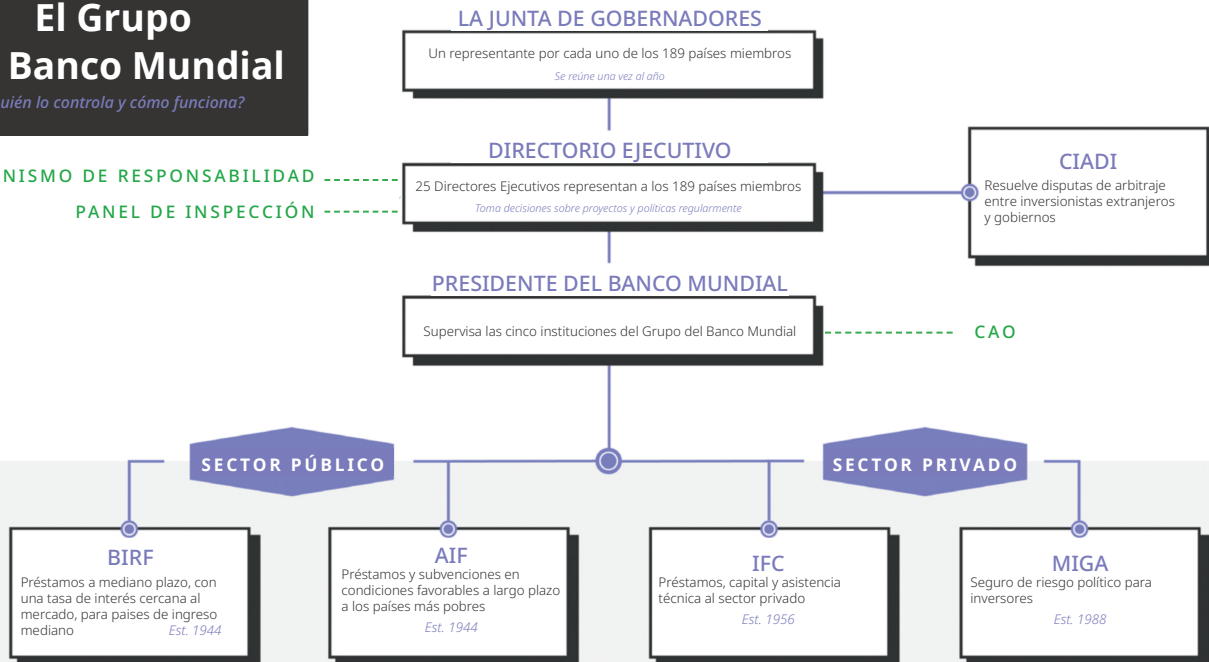 El Grupo
Banco Mundial
uién lo controla y cómo funciona?
LA JUNTA DE GOBERNADORES
Un representante por cada uno de los 189 países miembros
Se reúne una vez al año
DIRECTORIO EJECUTIVO
25 Directores Ejecutivos representan a los 189 países miembros
Toma decisiones sobre proyectos y políticas regularmente
NISMO DE RESPONSABILIDAD
PANEL DE INSPECCIÓN
CIADI
Resuelve disputas de arbitraje
entre inversionistas extranjeros
y gobiernos
PRESIDENTE DEL BANCO MUNDIAL
Supervisa las cinco instituciones del Grupo del Banco Mundial
CAO
SECTOR PÚBLICO
SECTOR PRIVADO
BIRF
Préstamos a mediano plazo, con
una tasa de interés cercana al
mercado, para paises de ingreso
mediano Est. 1944
AIF
Préstamos y subvenciones en
condiciones favorables a largo plazo
a los países más pobres
Est. 1944
IFC
Préstamos, capital y asistencia
técnica al sector privado
Est. 1956
MIGA
Seguro de riesgo político para
inversores
Est. 1988